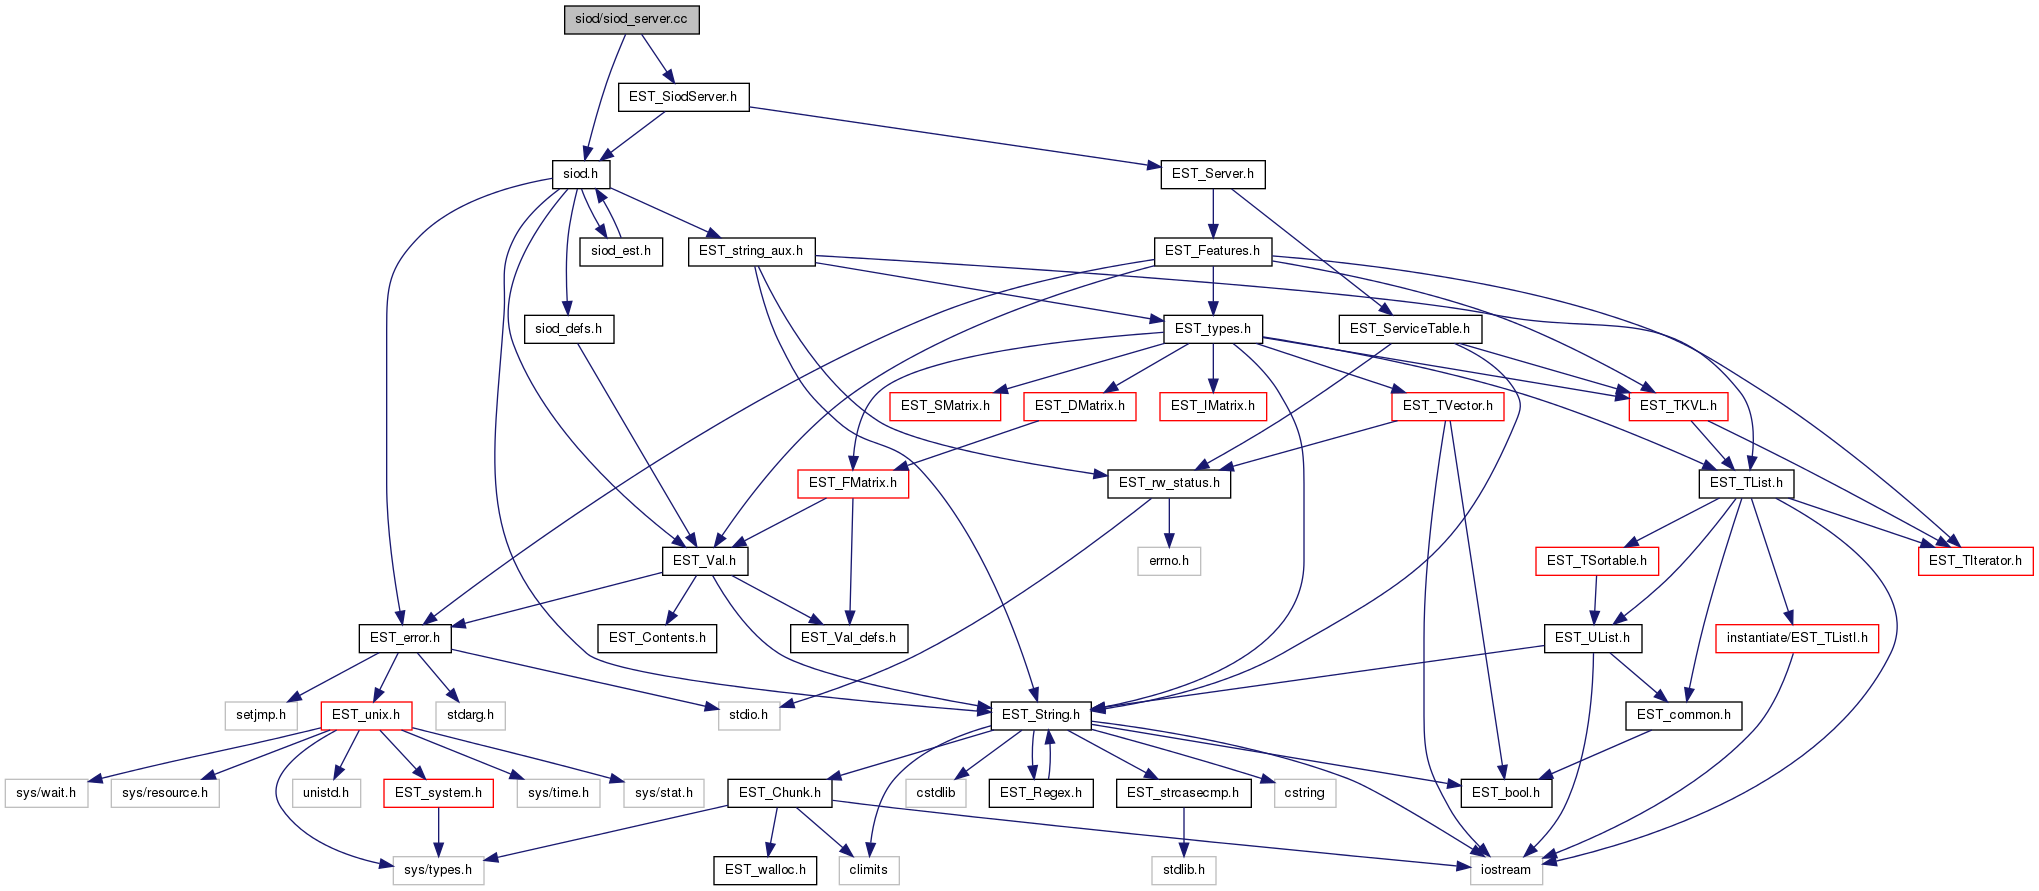 siod/siod_server.cc
EST_SiodServer.h
siod.h
EST_Server.h
siod_est.h
EST_string_aux.h
EST_Features.h
siod_defs.h
EST_types.h
EST_ServiceTable.h
EST_SMatrix.h
EST_DMatrix.h
EST_IMatrix.h
EST_TVector.h
EST_TKVL.h
EST_FMatrix.h
EST_rw_status.h
EST_TList.h
EST_Val.h
errno.h
EST_TSortable.h
EST_TIterator.h
EST_error.h
EST_Contents.h
EST_Val_defs.h
EST_UList.h
instantiate/EST_TListI.h
setjmp.h
EST_unix.h
stdarg.h
stdio.h
EST_String.h
EST_common.h
sys/wait.h
sys/resource.h
unistd.h
EST_system.h
sys/time.h
sys/stat.h
EST_Chunk.h
cstdlib
EST_Regex.h
EST_strcasecmp.h
cstring
EST_bool.h
sys/types.h
EST_walloc.h
climits
stdlib.h
iostream